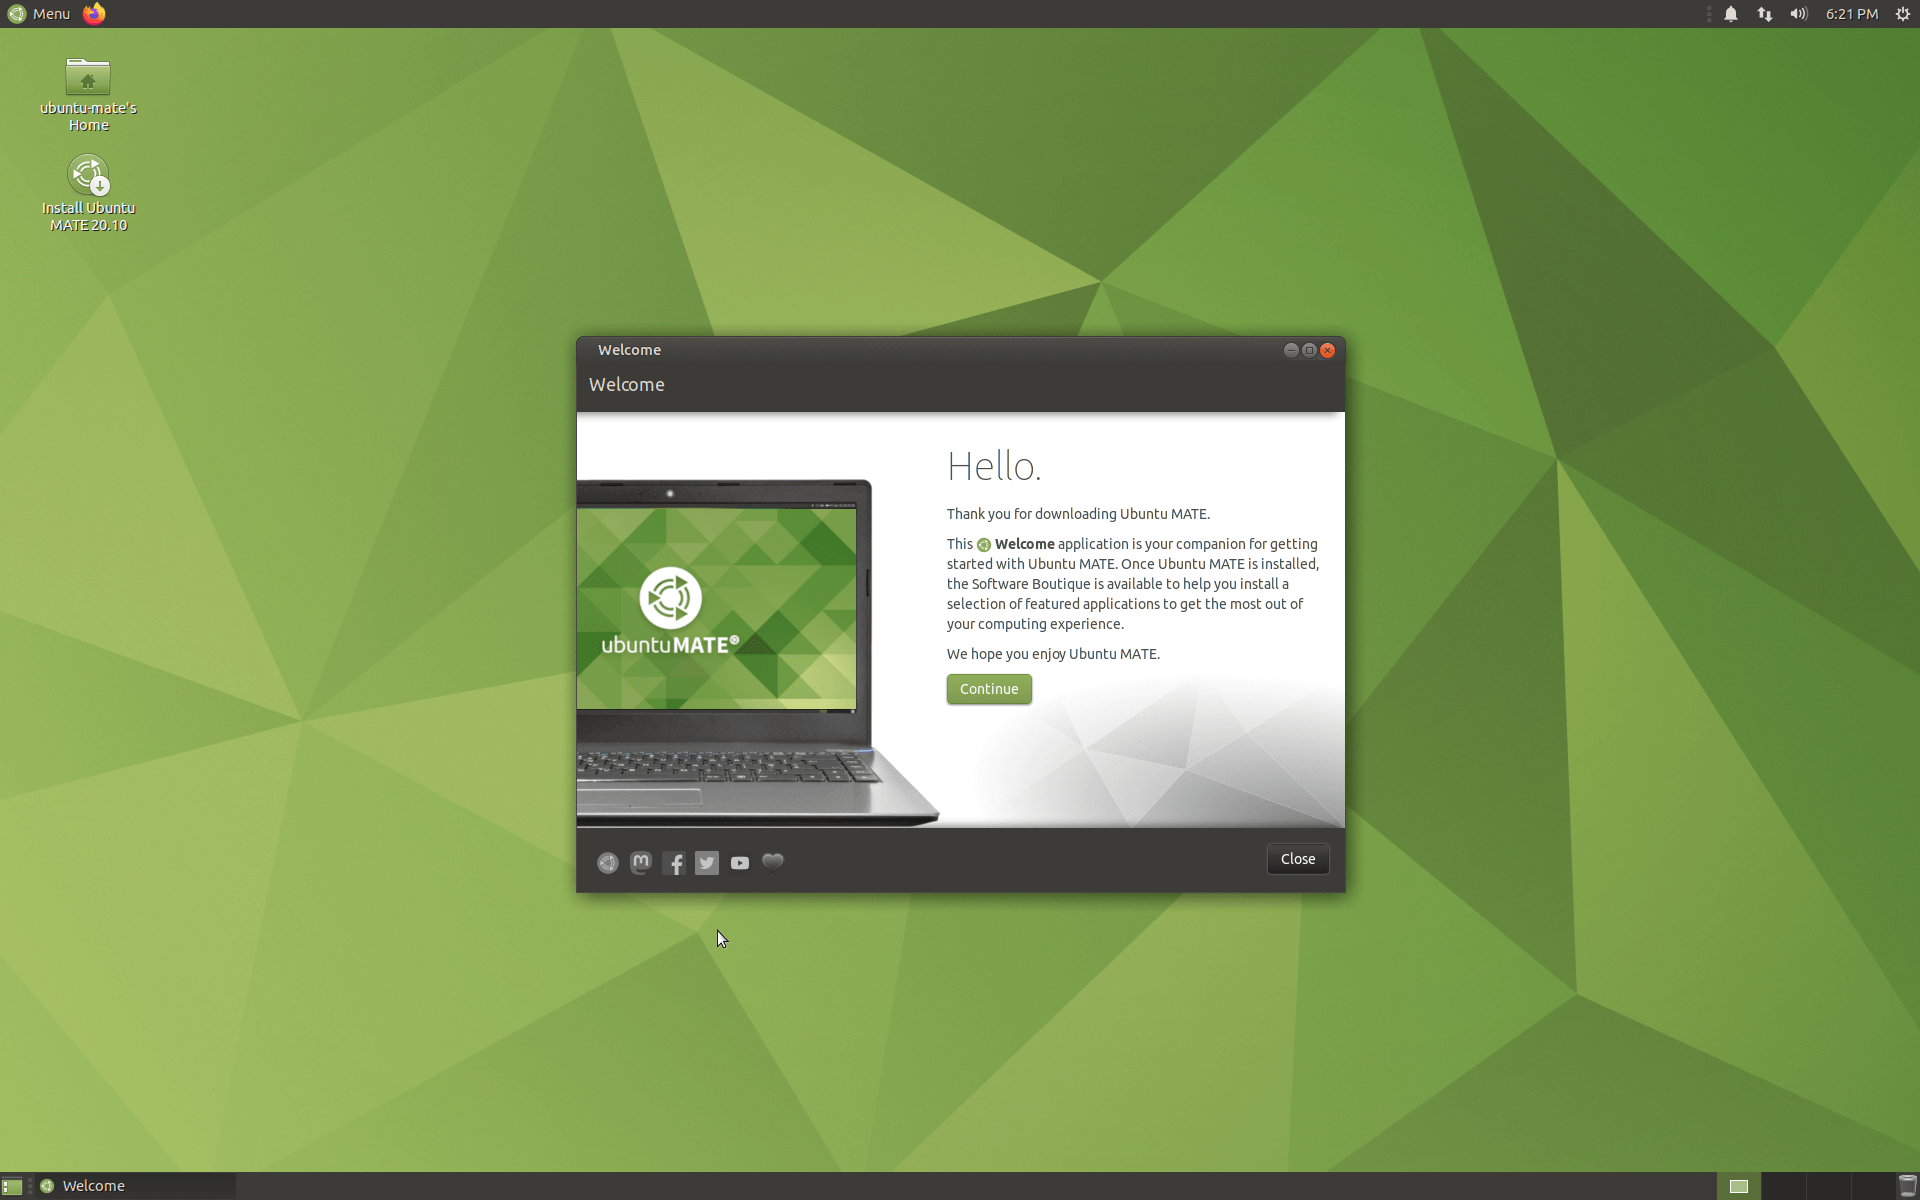 Menu
6:21 PM
ubuntu-mate's
Home
Install Ubuntu
MATE 20.10
Welcome
Welcome
Hello.
Thank you for downloading Ubuntu MATE.
This Welcome application is your companion for getting
started with Ubuntu MATE. Once Ubuntu MATE is installed,
the Software Boutique is available to help you install a
selection of featured applications to get the most out of
your computing experience.
We hope you enjoy Ubuntu MATE.
Continue
ubuntu MATE
Close
Welcome